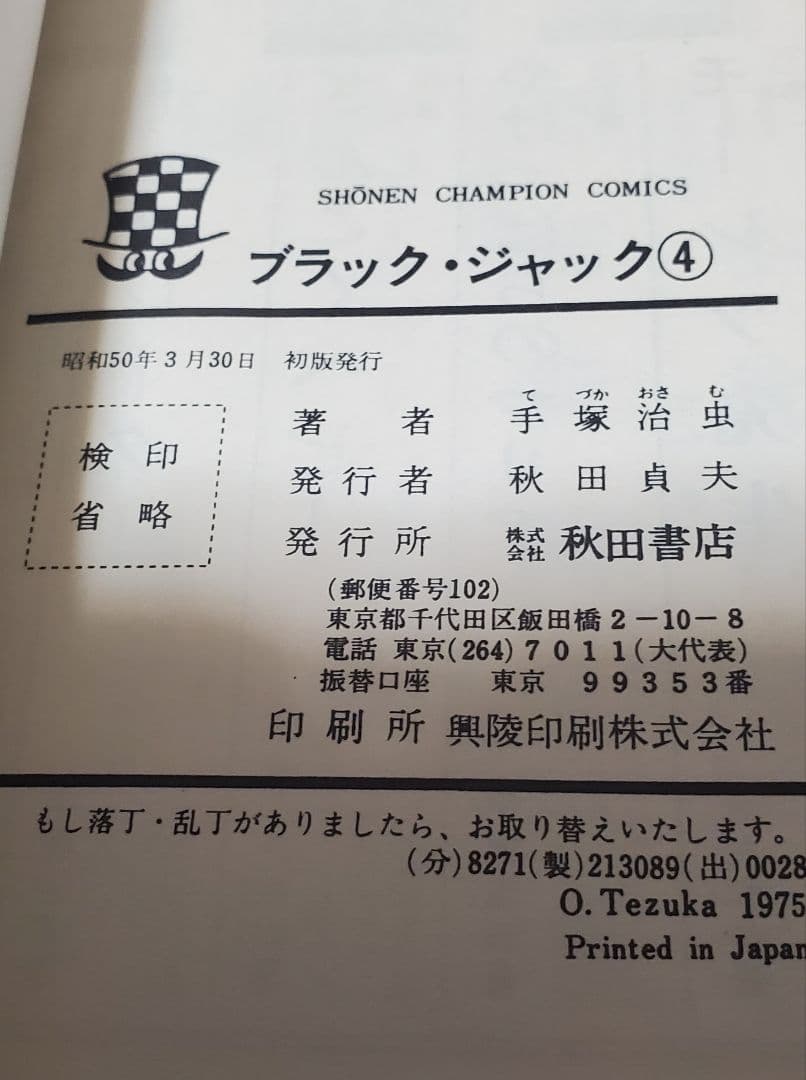 SHŌNEN CHAMPION COMICS
ブラック・ジャック④
昭和50年3月30日 初版発行
検印
省略
著者 手塚治虫
て づか おさ む
発行者 秋田貞夫
発行所 株式会社 秋田書店
(郵便番号102)
東京都千代田区飯田橋2-10-8
電話 東京(264)7011(大代表)
振替口座 東京 99353番
印刷所 興陵印刷株式会社
もし落丁・乱丁がありましたら、お取り替えいたします。
(分)8271(製)213089(出)0028
O. Tezuka 1975
Printed in Japan